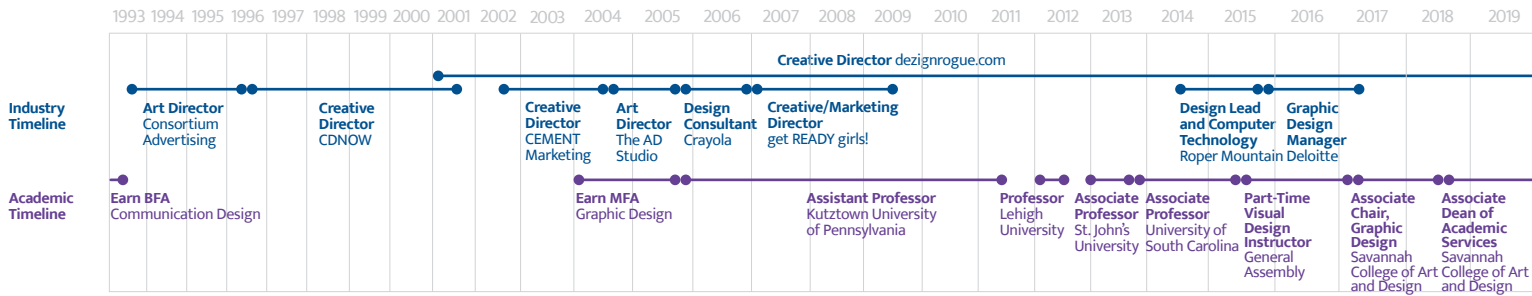 1993 1994 1995 1996 1997 1998 1999 2000 2001 2002 2003 2004 2005 2006 2007 2008 2009 2010 2011 2012 2013 2014 2015 2016 2017 2018 2019
Creative Director dezignrogue.com
Industry
Timeline
Art Director
Consortium
Advertising
Creative
Director
CDNOW
Creative
Director
CEMENT
Marketing
Art
Director
The AD
Studio
Design
Consultant
Crayola
Creative/Marketing
Director
get READY girls!
Design Lead
and Computer
Technology
Roper Mountain
Graphic
Design
Manager
Deloitte
Academic
Timeline
Earn BFA
Communication Design
Earn MFA
Graphic Design
Assistant Professor
Kutztown University
of Pennsylvania
Professor
Lehigh
University
Associate
Professor
St. John's
University
Associate
Professor
University of
South Carolina
Part-Time
Visual
Design
Instructor
General
Assembly
Associate
Chair,
Graphic
Design
Savannah
College of Art
and Design
Associate
Dean of
Academic
Services
Savannah
College of Art
and Design